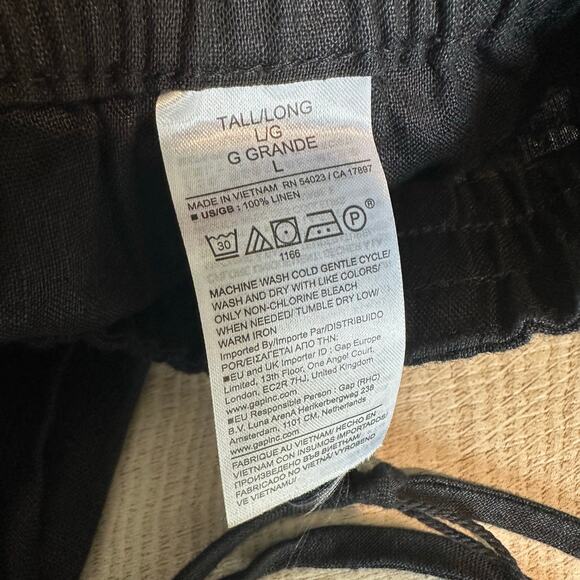 TALL/LONG
L/G
G GRANDE
L
MADE IN VIETNAM RN 54023 / CA 17897
■ US/GB : 100% LINEN
30 P ®
1166
MACHINE WASH COLD GENTLE CYCLE/
WASH AND DRY WITH LIKE COLORS/
ONLY NON-CHLORINE BLEACH
WHEN NEEDED/ TUMBLE DRY LOW/
WARM IRON
Imported By/Importe Par/DISTRIBUIDO
POR/ΕΙΣΑΓΕΤΑΙ ΑΠΟ ΤΗΝ:
■EU and UK Importer ID : Gap Europe
Limited, 13th Floor, One Angel Court,
London, EC2R 7HJ, United Kingdom
www.gapinc.com
■EU Responsible Person : Gap (RHC)
B.V. Luna ArenA Herikerbergweg 238
Amsterdam, 1101 CM, Netherlands
www.gapinc.com
FABRIQUE AU VIETNAM/ HECHO EN
VIETNAM CON INSUMOS IMPORTADOS/
ПРОИЗВЕДЕНО ВЪВ ВИЕТНАМ/
FABRICADO NO VIETNÃ/ VYROBENO
VE VIETNAMU/